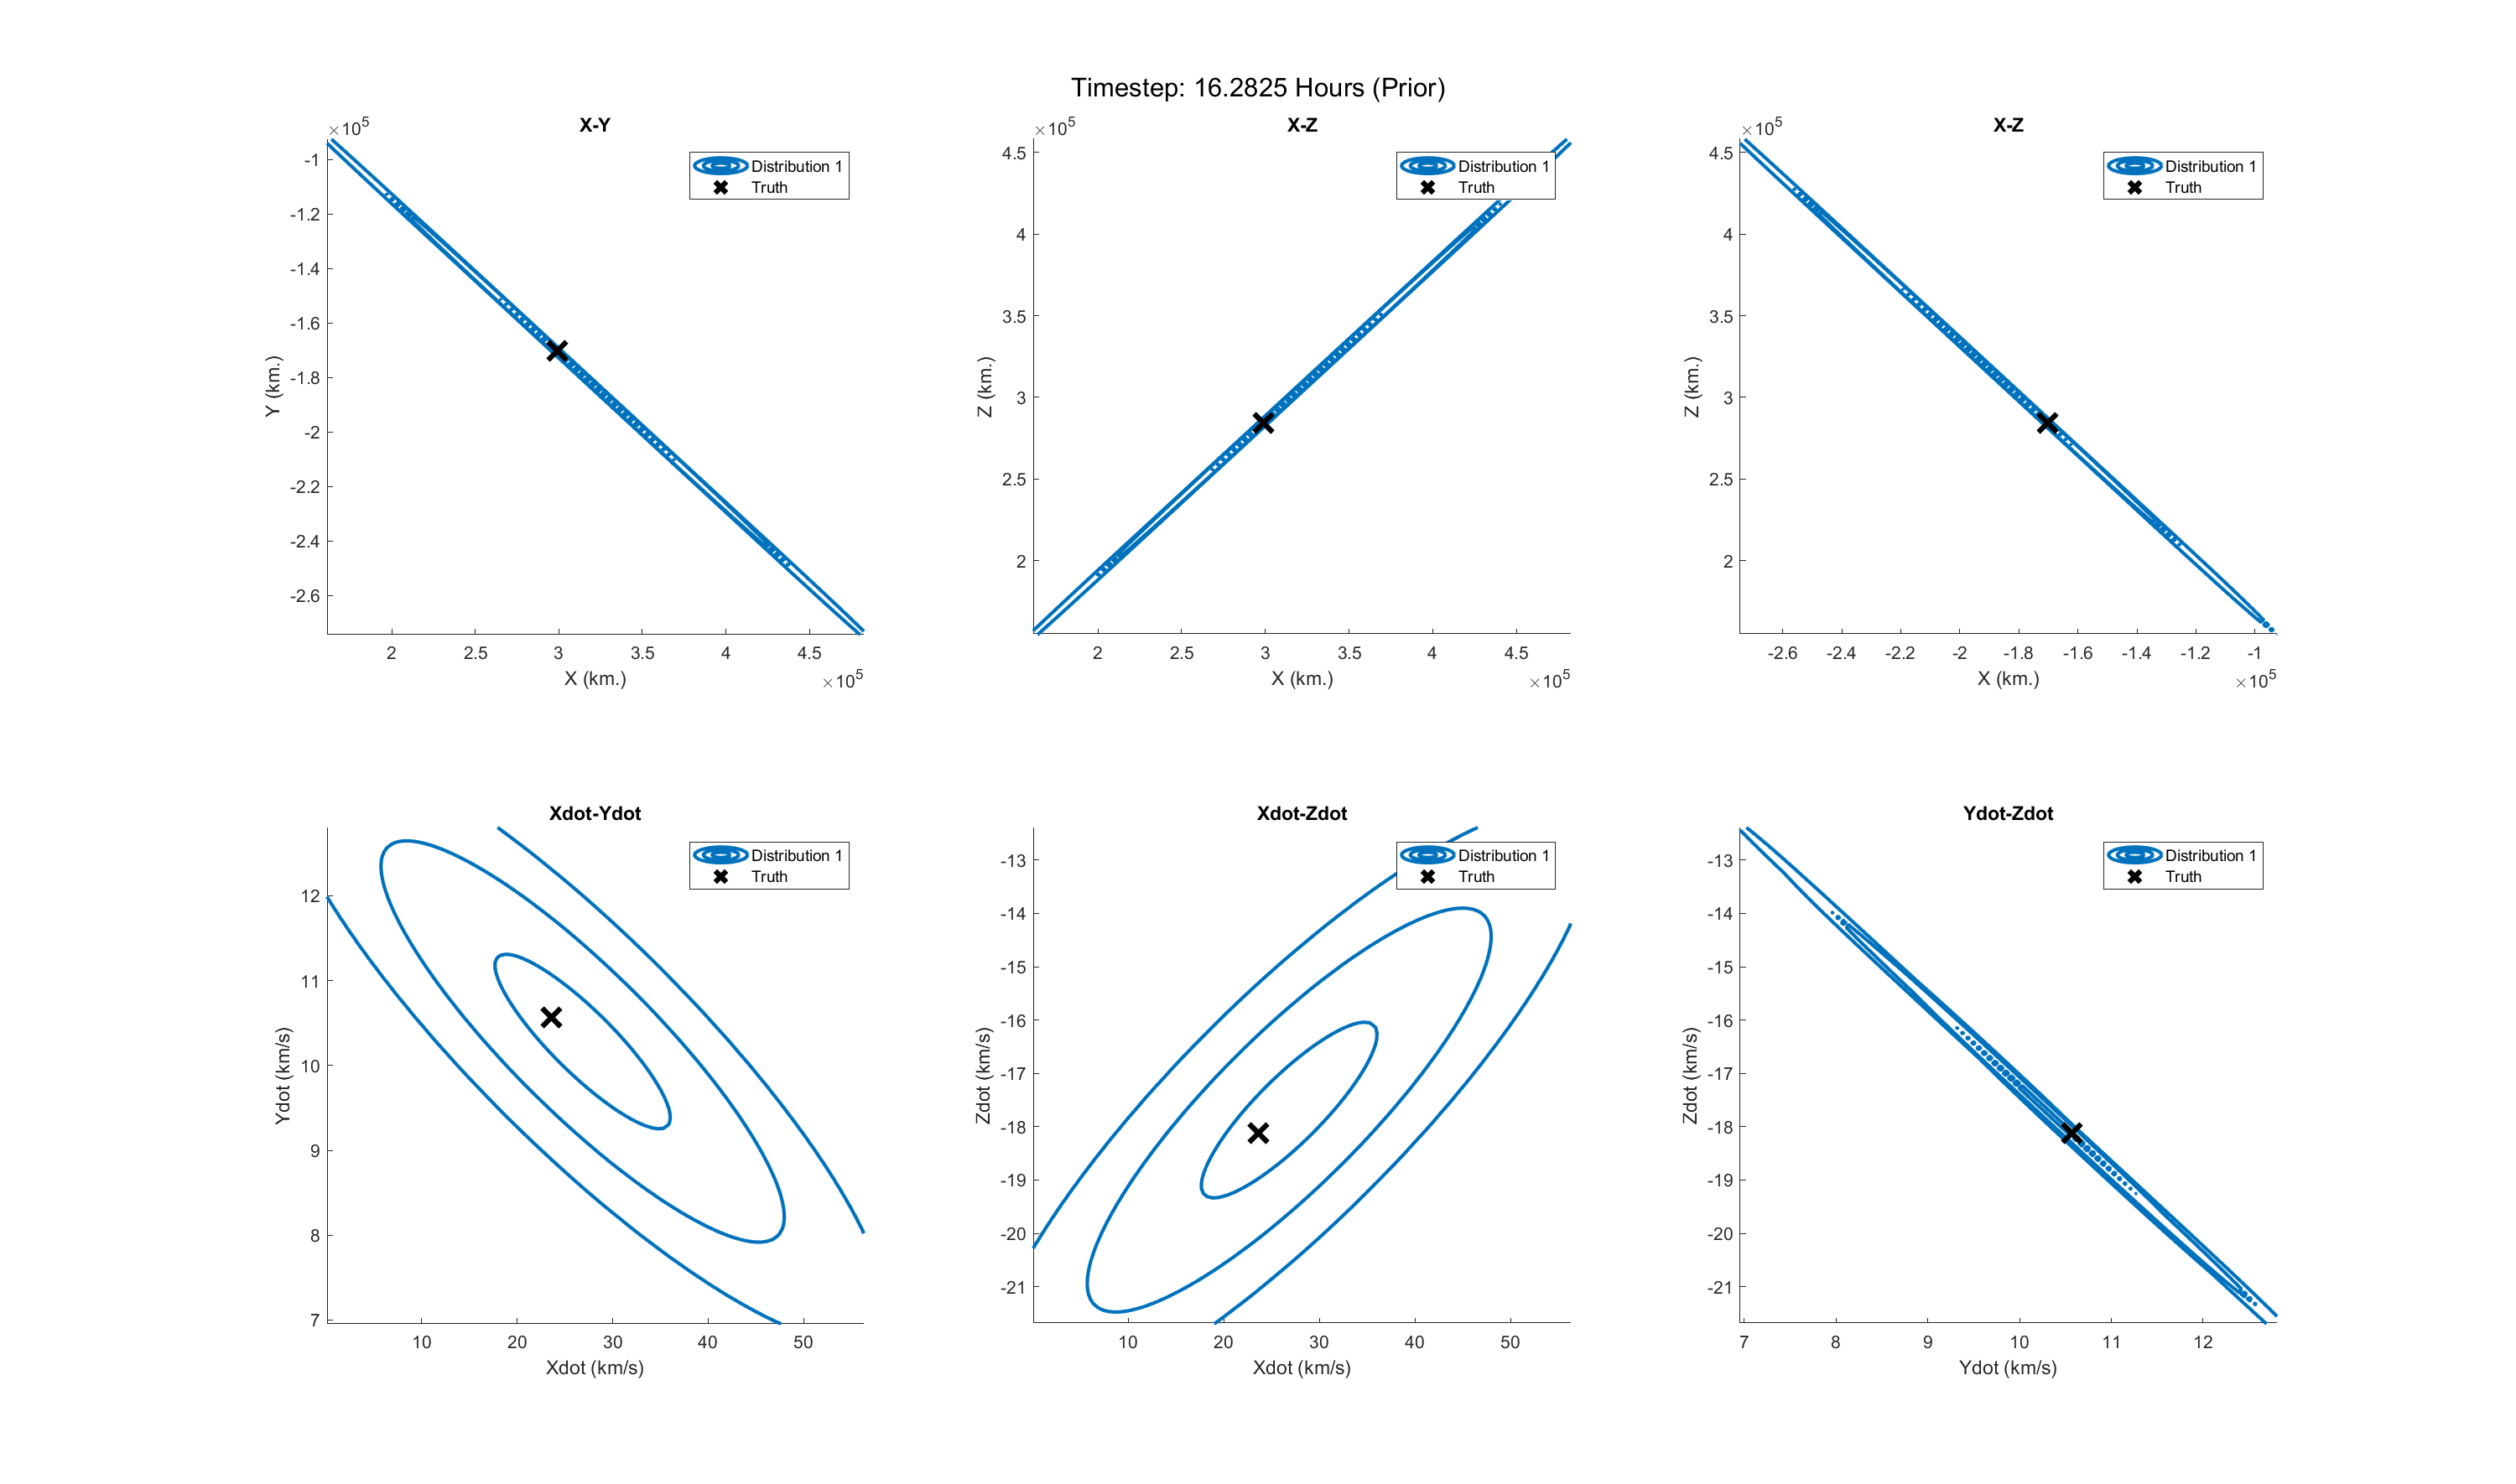 Timestep: 16.2825 Hours (Prior)
X-Y
×10^5
Distribution 1
Truth
-1
-1.2
-1.4
-1.6
-1.8
-2
-2.2
-2.4
-2.6
Y (km.)
2 2.5 3 3.5 4 4.5
X (km.)
×10^5
X-Z
×10^5
Distribution 1
Truth
4.5
4
3.5
3
2.5
2
Z (km.)
2 2.5 3 3.5 4 4.5
X (km.)
×10^5
X-Z
×10^5
Distribution 1
Truth
4.5
4
3.5
3
2.5
2
Z (km.)
-2.6 -2.4 -2.2 -2 -1.8 -1.6 -1.4 -1.2 -1
X (km.)
×10^5
Xdot-Ydot
Distribution 1
Truth
12
11
10
9
8
7
Ydot (km/s)
10 20 30 40 50
Xdot (km/s)
Xdot-Zdot
Distribution 1
Truth
-13
-14
-15
-16
-17
-18
-19
-20
-21
Zdot (km/s)
10 20 30 40 50
Xdot (km/s)
Ydot-Zdot
Distribution 1
Truth
-13
-14
-15
-16
-17
-18
-19
-20
-21
Zdot (km/s)
7 8 9 10 11 12
Ydot (km/s)